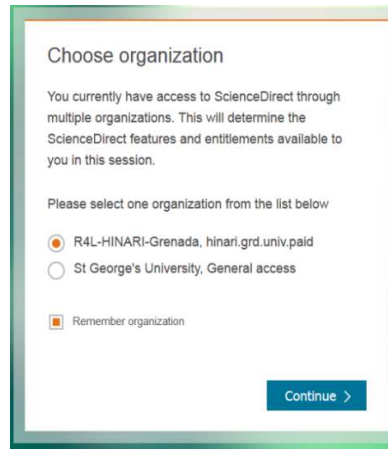 Choose organization
You currently have access to ScienceDirect through
multiple organizations. This will determine the
ScienceDirect features and entitlements available to
you in this session.
Please select one organization from the list below
R4L-HINARI-Grenada, hinari.grd.univ.paid
St George's University, General access
Remember organization
Continue >